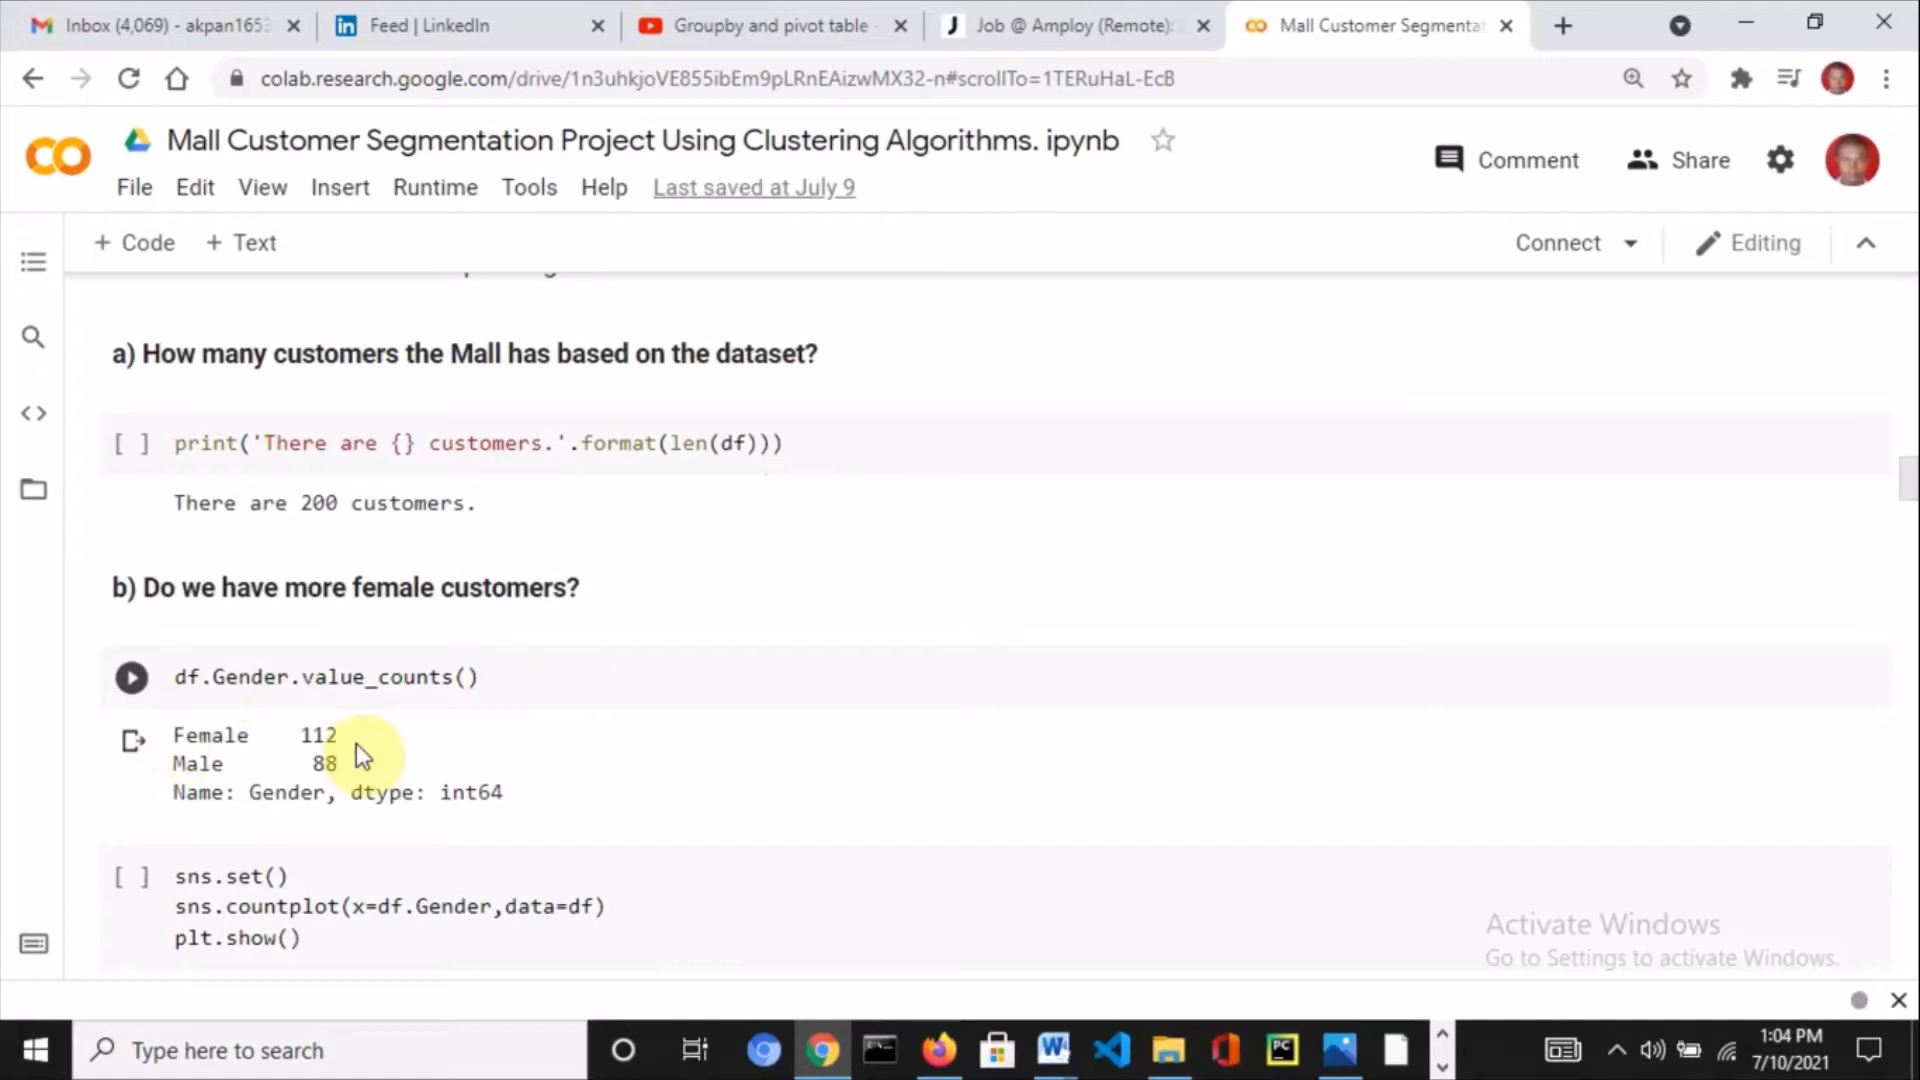 Inbox (4,069) - akpan1653
Feed | LinkedIn
Groupby and pivot table -
Job @ Amploy (Remote):
Mall Customer Segmentat
colab.research.google.com/drive/1n3uhkjoVE855ibEm9pLRnEAizwMX32-n#scrollTo=1TERuHaL-EcB
Mall Customer Segmentation Project Using Clustering Algorithms. ipynb
Comment
Share
File Edit View Insert Runtime Tools Help Last saved at July 9
+ Code + Text
Connect
Editing
a) How many customers the Mall has based on the dataset?
[ ] print('There are {} customers.'.format(len(df)))
There are 200 customers.
b) Do we have more female customers?
df.Gender.value_counts()
Female 112
Male 88
Name: Gender, dtype: int64
[ ] sns.set()
sns.countplot(x=df.Gender,data=df)
plt.show()
Activate Windows
Go to Settings to activate Windows.
Type here to search
1:04 PM
7/10/2021